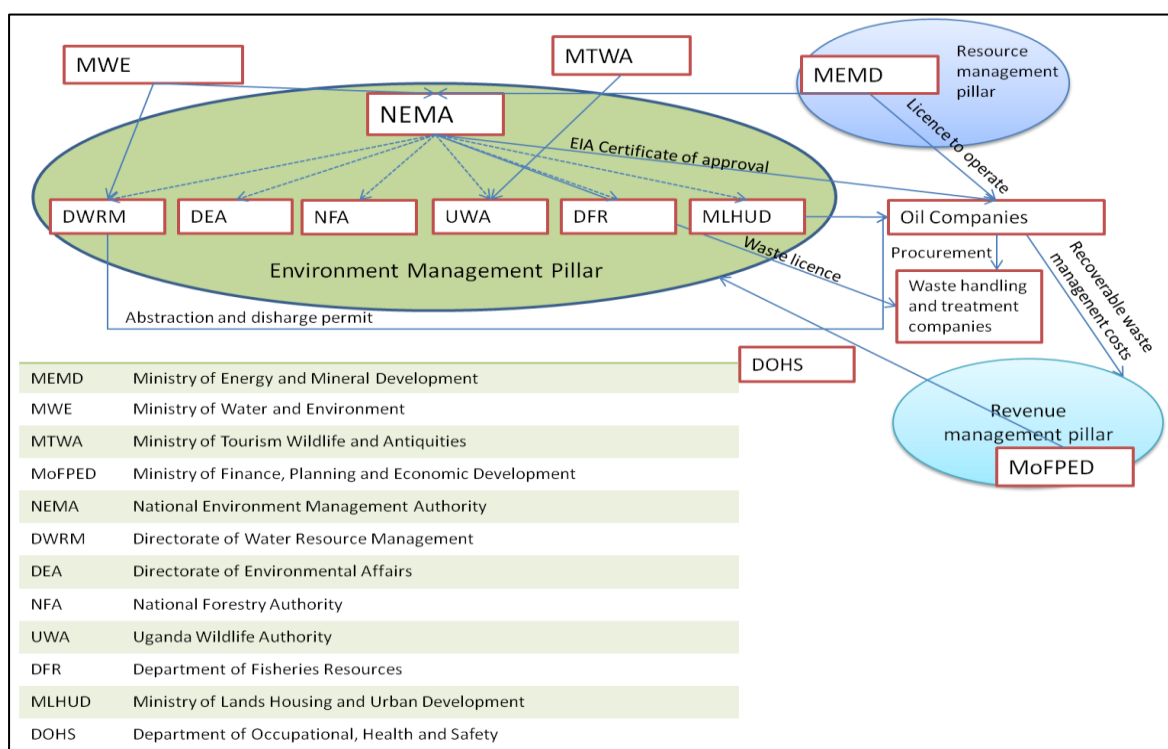 MWE
MTWA
MEMD
Resource
management
pillar
NEMA
Licence to operate
EIA Certificate of approval
DWRM
DEA
NFA
UWA
DFR
MLHUD
Oil Companies
Environment Management Pillar
Waste licence
Procurement
Waste handling
and treatment
companies
Recoverable waste
management costs
Abstraction and disharge permit
DOHS
Revenue
management pillar
MoFPED
MEMD Ministry of Energy and Mineral Development
MWE Ministry of Water and Environment
MTWA Ministry of Tourism Wildlife and Antiquities
MoFPED Ministry of Finance, Planning and Economic Development
NEMA National Environment Management Authority
DWRM Directorate of Water Resource Management
DEA Directorate of Environmental Affairs
NFA National Forestry Authority
UWA Uganda Wildlife Authority
DFR Department of Fisheries Resources
MLHUD Ministry of Lands Housing and Urban Development
DOHS Department of Occupational, Health and Safety